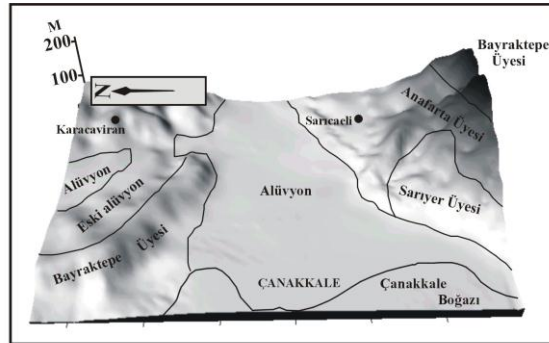 M
200
100
N
Karacaviran
Alüvyon
Eski alüvyon
Bayraktepe Üyesi
Alüvyon
Sarıcaeli
Bayraktepe
Üyesi
Anafarta Üyesi
Sarıyer Üyesi
ÇANAKKALE
Çanakkale
Boğazı